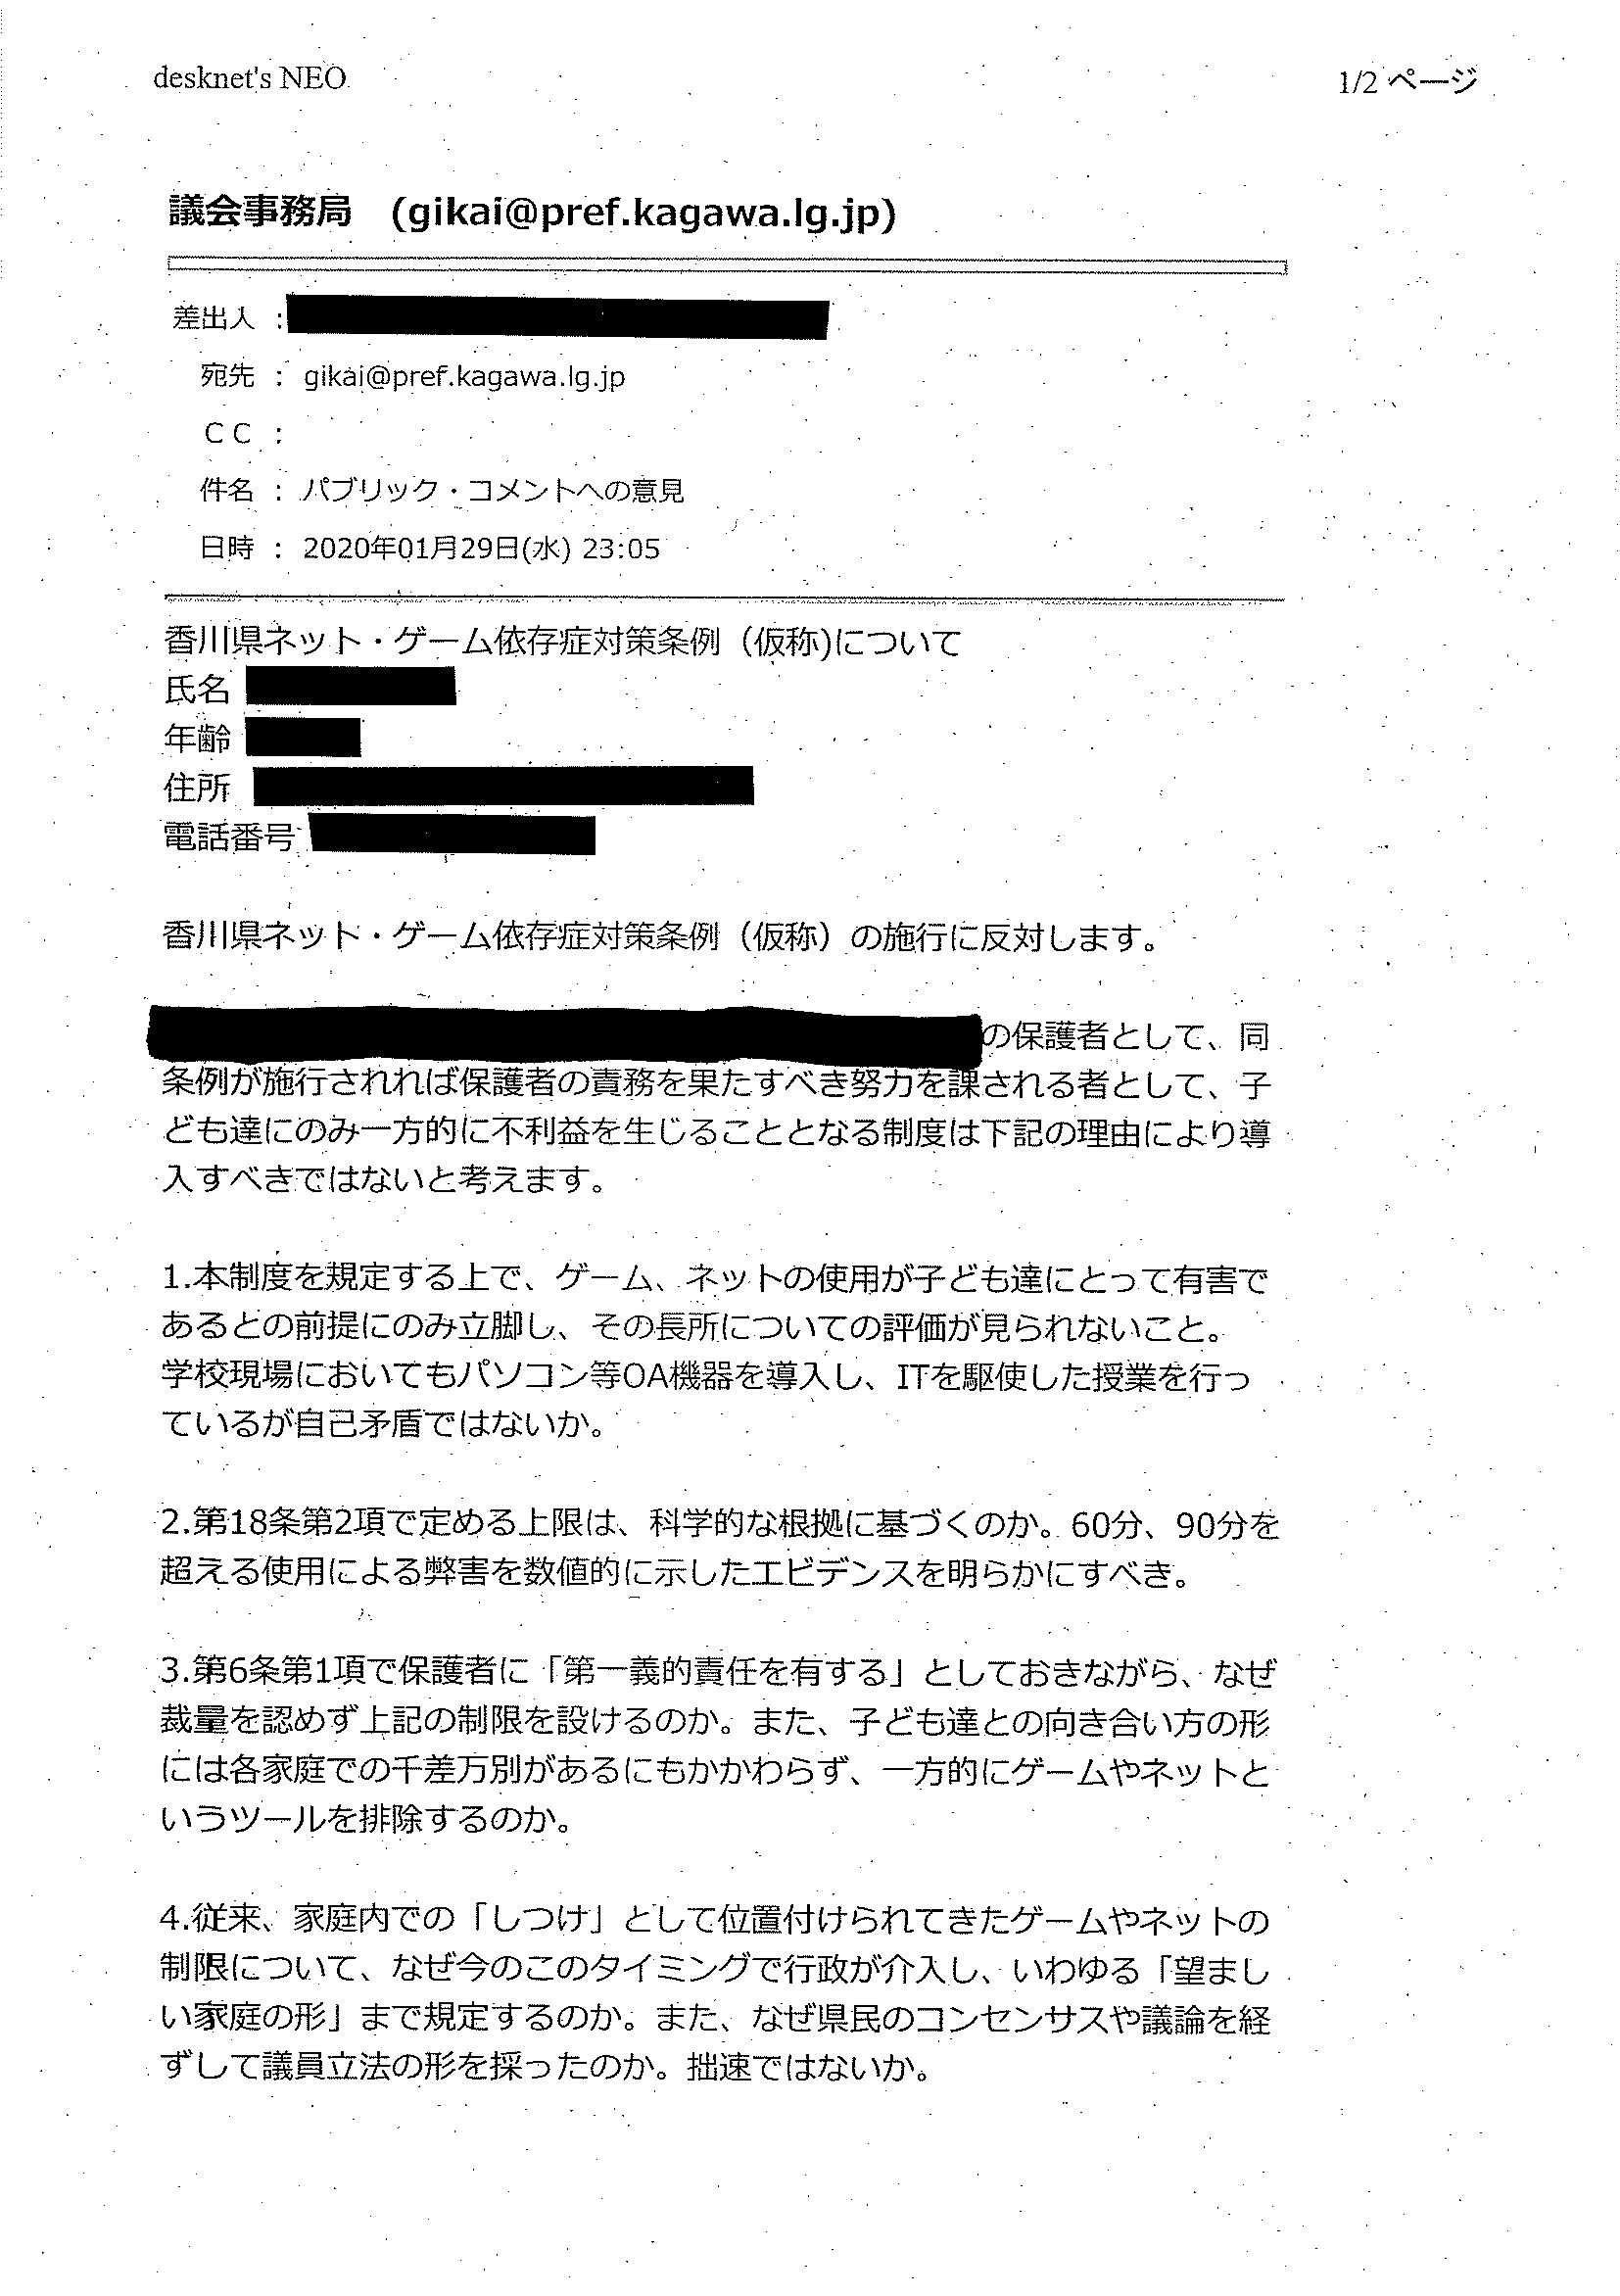 desknet's NEO
1/2 ページ
議会事務局 (gikai@pref.kagawa.lg.jp)
差出人 :
宛先 : gikai@pref.kagawa.lg.jp
CC :
件名 : パブリック・コメントへの意見
日時 : 2020年01月29日(水) 23:05
香川県ネット・ゲーム依存症対策条例（仮称)について
氏名
年齢
住所
電話番号
香川県ネット・ゲーム依存症対策条例（仮称）の施行に反対します。
の保護者として、同
条例が施行されれば保護者の責務を果たすべき努力を課される者として、子
ども達にのみ一方的に不利益を生じることとなる制度は下記の理由により導
入すべきではないと考えます。
1.本制度を規定する上で、ゲーム、ネットの使用が子ども達にとって有害で
あるとの前提にのみ立脚し、その長所についての評価が見られないこと。
学校現場においてもパソコン等OA機器を導入し、ITを駆使した授業を行っ
ているが自己矛盾ではないか。
2.第18条第2項で定める上限は、科学的な根拠に基づくのか。60分、90分を
超える使用による弊害を数値的に示したエビデンスを明らかにすべき。
3.第6条第1項で保護者に「第一義的責任を有する」としておきながら、なぜ
裁量を認めず上記の制限を設けるのか。また、子ども達との向き合い方の形
には各家庭での千差万別があるにもかかわらず、一方的にゲームやネットと
いうツールを排除するのか。
4.従来、家庭内での「しつけ」として位置付けられてきたゲームやネットの
制限について、なぜ今のこのタイミングで行政が介入し、いわゆる「望まし
い家庭の形」まで規定するのか。また、なぜ県民のコンセンサスや議論を経
ずして議員立法の形を採ったのか。拙速ではないか。